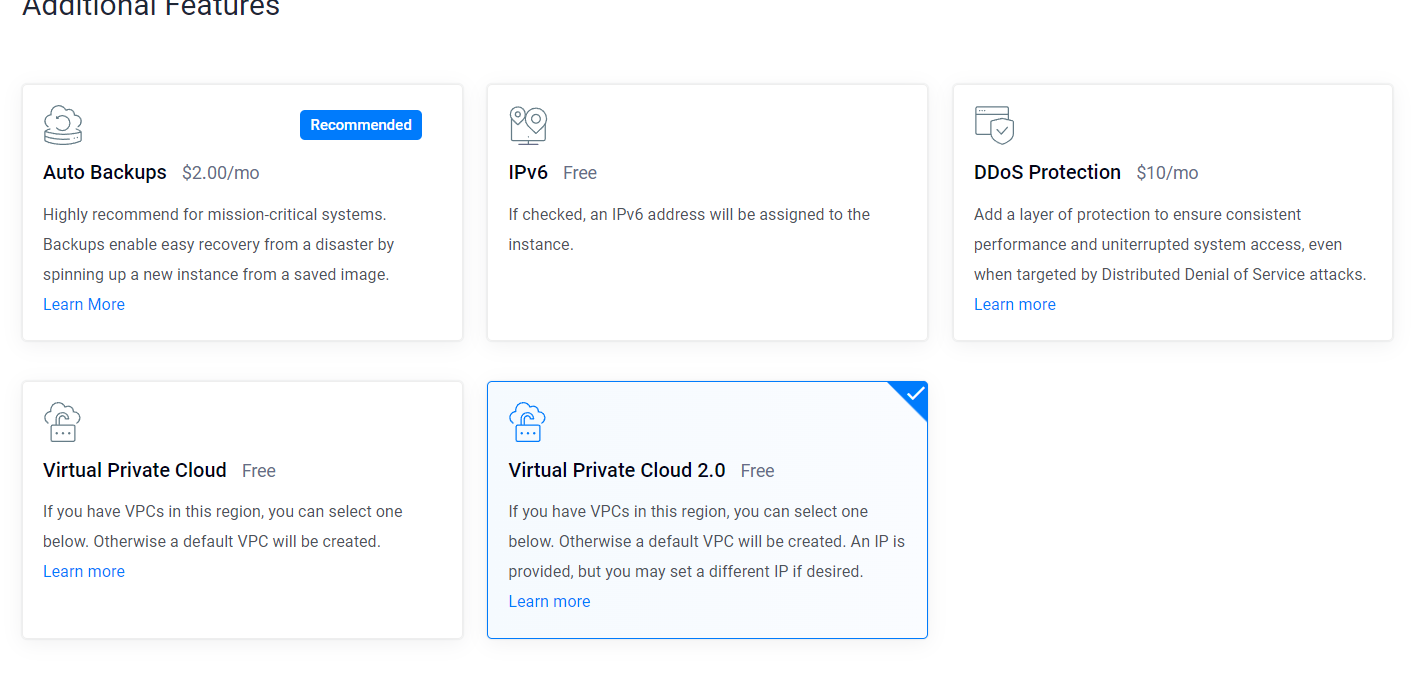 Additional Features
Recommended
Auto Backups $2.00/mo
Highly recommend for mission-critical systems.
Backups enable easy recovery from a disaster by
spinning up a new instance from a saved image.
Learn More
IPv6 Free
If checked, an IPv6 address will be assigned to the
instance.
DDoS Protection $10/mo
Add a layer of protection to ensure consistent
performance and uniterrupted system access, even
when targeted by Distributed Denial of Service attacks.
Learn more
Virtual Private Cloud Free
If you have VPCs in this region, you can select one
below. Otherwise a default VPC will be created.
Learn more
Virtual Private Cloud 2.0 Free
If you have VPCs in this region, you can select one
below. Otherwise a default VPC will be created. An IP is
provided, but you may set a different IP if desired.
Learn more